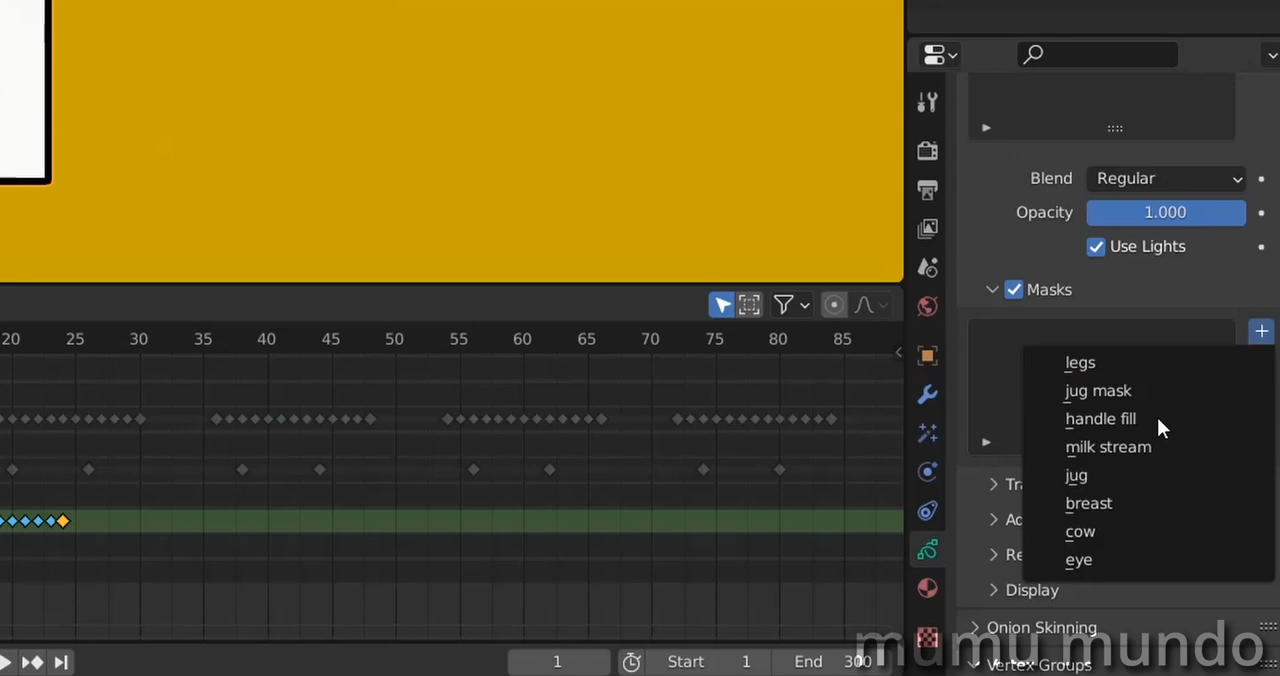 Blend Regular
Opacity 1.000
Use Lights
Masks
20 25 30 35 40 45 50 55 60 65 70 75 80 85
legs
jug mask
handle fill
milk stream
jug
breast
cow
eye
Display
Onion Skinning
Vertex Groups
1 Start 1 End 300
mumu mundo